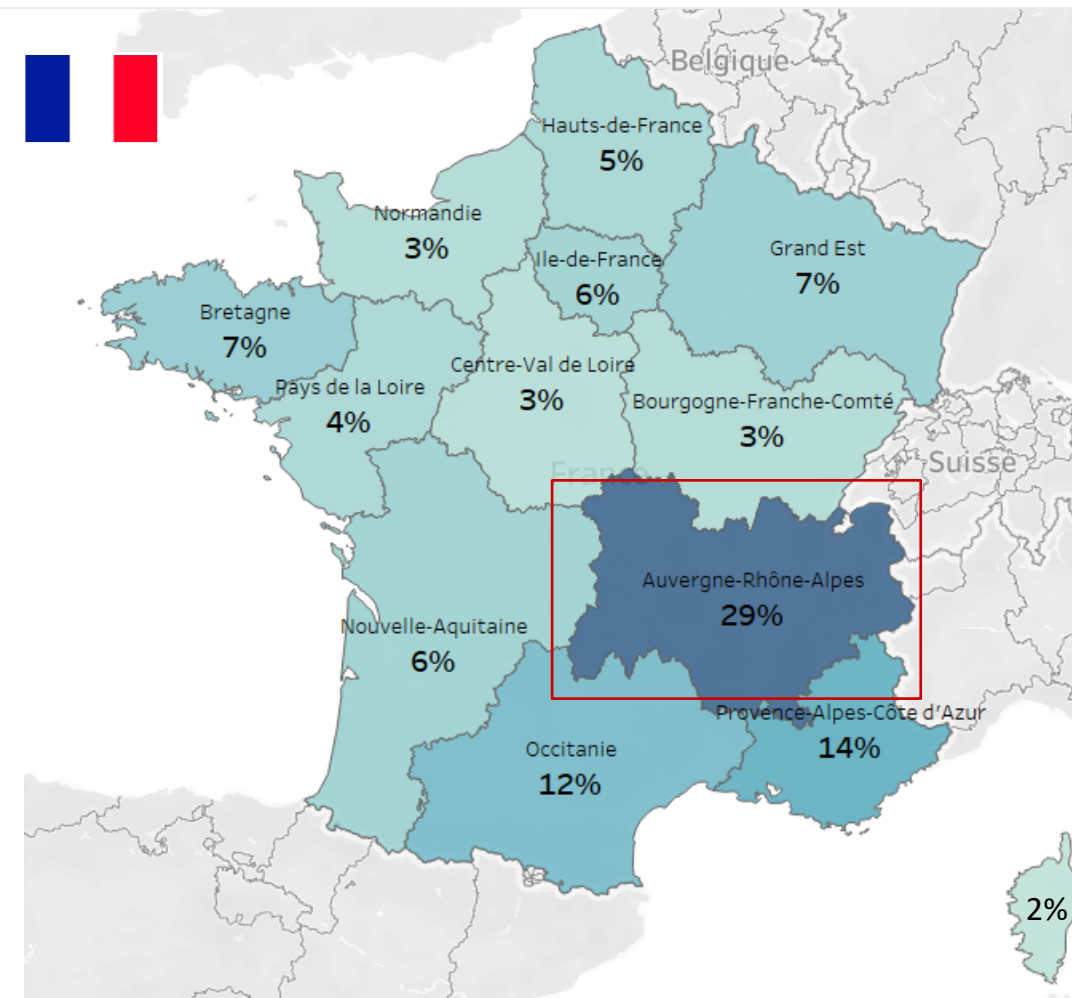 Belgique
Hauts-de-France
5%
Normandie
3%
Ile-de-France
6%
Grand Est
7%
Bretagne
7%
Centre-Val de Loire
3%
Pays de la Loire
4%
Bourgogne-Franche-Comté
3%
France
Suisse
Auvergne-Rhône-Alpes
29%
Nouvelle-Aquitaine
6%
Provence-Alpes-Côte d'Azur
14%
Occitanie
12%
2%